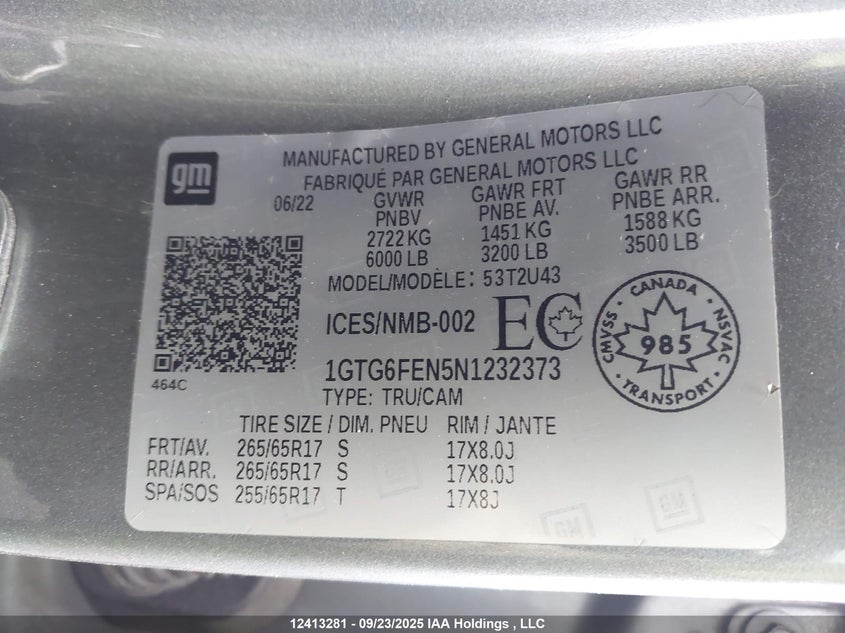 gm
MANUFACTURED BY GENERAL MOTORS LLC
FABRIQUÉ PAR GENERAL MOTORS LLC
06/22 GVWR GAWR FRT GAWR RR
PNBV PNBE AV. PNBE ARR.
2722 KG 1451 KG 1588 KG
6000 LB 3200 LB 3500 LB
MODEL/MODÈLE: 53T2U43
ICES/NMB-002 EC
CANADA
CMVSS 985 NSVAC
TRANSPORT
464C
1GTG6FEN5N1232373
TYPE: TRU/CAM
TIRE SIZE / DIM. PNEU RIM / JANTE
FRT/AV. 265/65R17 S 17X8.0J
RR/ARR. 265/65R17 S 17X8.0J
SPA/SOS 255/65R17 T 17X8J
GM GM
12413281 - 09/23/2025 IAA Holdings , LLC